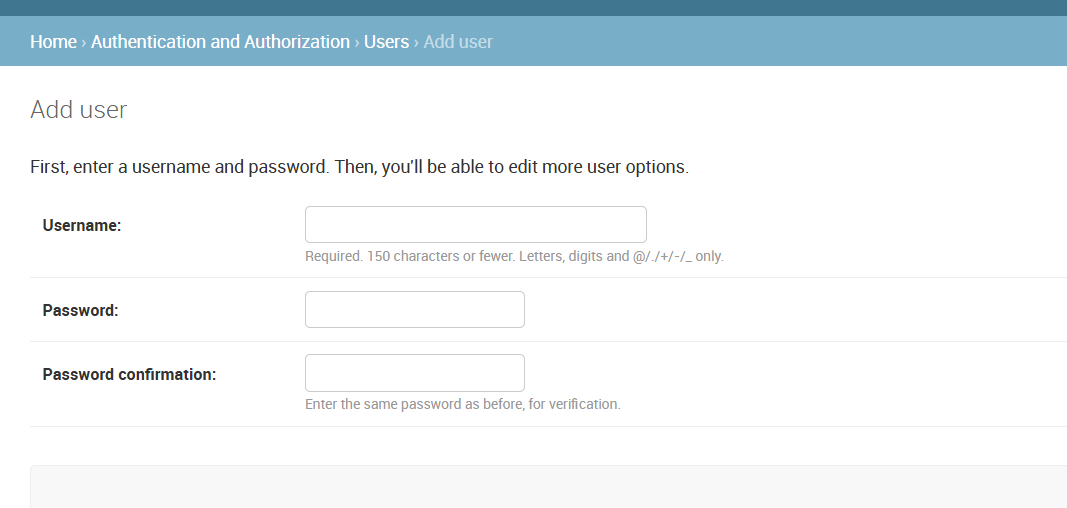 Home › Authentication and Authorization › Users › Add user
Add user
First, enter a username and password. Then, you’ll be able to edit more user options.
Username:
Required. 150 characters or fewer. Letters, digits and @/./+/-/_ only.
Password:
Password confirmation:
Enter the same password as before, for verification.